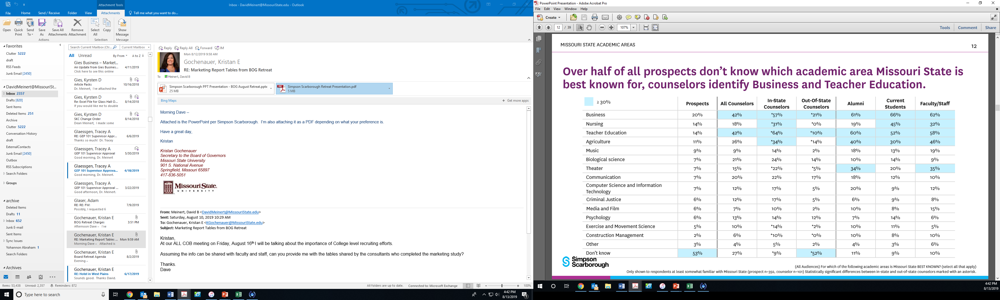 Attachment Tools
Inbox - DavidMeinert@MissouriState.edu - Outlook
File Home Send / Receive Folder View Attachments Tell me what you want to do...
Open Quick Print Send To Save As Save All Attachments Remove Attachment Select All Copy Show Message
Actions Selection Message
Favorites
Clutter 5222
draft
RSS Feeds
Junk Email [2450]
DavidMeinert@MissouriSt...
Inbox 2357
Drafts [820]
Sent Items
Deleted Items 251
Archive
Clutter 5222
Conversation History
draft
ExternalContacts
Junk Email [2450]
Outbox
RSS Subscriptions
Search Folders
Groups
archive
Deleted Items
Drafts 11
Inbox 652
Junk E-mail
Sent Items
Sync Issues
Yohannon Abraham 1
Search Folders
Archives
Search Current Mailbox (Ctr... Current Mailbox
All Unread By From A to Z
Gies Business – Market...
An Update from Gies Busines... 4/11/2019
Click here to see this online
Gies, Kyrsten D
Article Packs 10/16/2018
Dr. Meinert, I've attached the
Gies, Kyrsten D
Re: Excel File for Glass Hall O... 8/14/2018
If you would like me to double
Gies, Kyrsten D
SKC Change Order 8/14/2018
Dean Meinert, I made some
Glaessgen, Tracey A
RE: GEP 101 Supervisor Appr... 6/6/2019
Thanks so much! Dr. Tracey
Glaessgen, Tracey A
GEP 101 Supervisor Approval 5/30/2019
Good morning, Dr. Meinert
Glaessgen, Tracey A
GEP 101 Supervisor Approva... 4/18/2019
Good morning, Dr. Meinert.
Glaessgen, Tracey A
GEP 101 Supervisor Approval ... 3/22/2019
Good afternoon, Dr. Meinert.
Glaser, Adam
RE: RE: FW: 7/9/2019
Possibly, I requested 6
Gochenauer, Kristan E
BOG Retreat Charges 3:51 PM
Afternoon Dave – I've
Gochenauer, Kristan E
RE: Marketing Report Tables ... Mon 9:59 AM
Morning Dave – Attached is
Gochenauer, Kristan E
Board Retreat Agenda 8/2/2019
Evening –
Gochenauer, Kristan E
RE: Hotel in West Plains 6/17/2019
Sounds good. Thanks David.
Reply Reply All Forward IM
Mon 8/12/2019 9:58 AM
Gochenauer, Kristan E
RE: Marketing Report Tables from BOG Retreat
To Meinert, David B
Simpson Scarborough PPT Presentation - BOG August Retreat.pptx
25 MB
Simpson Scarborough Retreat Presentation.pdf
5 MB
Bing Maps + Get more apps
Morning Dave –
Attached is the PowerPoint per Simpson Scarborough. I'm also attaching it as a PDF depending on what your preference is.
Have a great day,
Kristan
Kristan Gochenauer
Secretary to the Board of Governors
Missouri State University
901 S. National Avenue
Springfield, Missouri 65897
417-836-5051
Missouri State.
UNIVERSITY
From: Meinert, David B <DavidMeinert@MissouriState.edu>
Sent: Saturday, August 10, 2019 10:29 AM
To: Gochenauer, Kristan E <KGochenauer@MissouriState.edu>
Subject: Marketing Report Tables from BOG Retreat
Kristan,
At our ALL COB meeting on Friday, August 16th I will be talking about the importance of College level recruiting efforts.
Assuming the info can be shared with faculty and staff, can you provide me with the tables shared by the consultants who completed the marketing study?
Thanks.
Dave
Items: 53,438 Unread: 2,357 Reminders: 872 All folders are up to date. Connected to: Microsoft Exchange 100%
Type here to search
4:42 PM
8/13/2019
PowerPoint Presentation - Adobe Acrobat Pro
File Edit View Window Help
Create
12 / 39 107% Tools Comment Share
MISSOURI STATE ACADEMIC AREAS 12
Over half of all prospects don't know which academic area Missouri State is
best known for, counselors identify Business and Teacher Education.
≥ 30% Prospects All Counselors In-State Counselors Out-Of-State Counselors Alumni Current Students Faculty/Staff
Business 20% 42% *57% *21% 61% 66% 62%
Nursing 14% 18% *31% *0% 19% 45% 32%
Teacher Education 14% 42% *64% *10% 60% 52% 58%
Agriculture 11% 26% *34% *14% 40% 30% 46%
Music 9% 9% 14% 2% 18% 13% 19%
Biological science 7% 21% 24% 14% 10% 14% 9%
Theater 7% 15% *22% *5% 34% 20% 35%
Communication 7% 20% 22% 17% 18% 12% 10%
Computer Science and Information Technology 7% 12% 17% 5% 20% 9% 12%
Criminal Justice 6% 12% 17% 5% 6% 9% 8%
Media and Film 6% 7% 10% 2% 10% 8% 15%
Psychology 6% 13% 14% 12% 7% 14% 6%
Exercise and Movement Science 5% 10% *14% *2% 10% 11% 5%
Construction Management 2% 6% *10% *0% 10% 8% 10%
Other 3% 4% 5% 2% 4% 3% 6%
Don't know 53% 27% *9% *52% 11% 9% 10%
Simpson
Scarborough
(All Audiences) For which of the following academic areas is Missouri State BEST KNOWN? (select all that apply)
Only shown to respondents at least somewhat familiar with Missouri State (prospect n=392, counselor n=101) Statistically significant differences between in-state and out-of-state counselors marked with an asterisk.
4:42 PM
8/13/2019